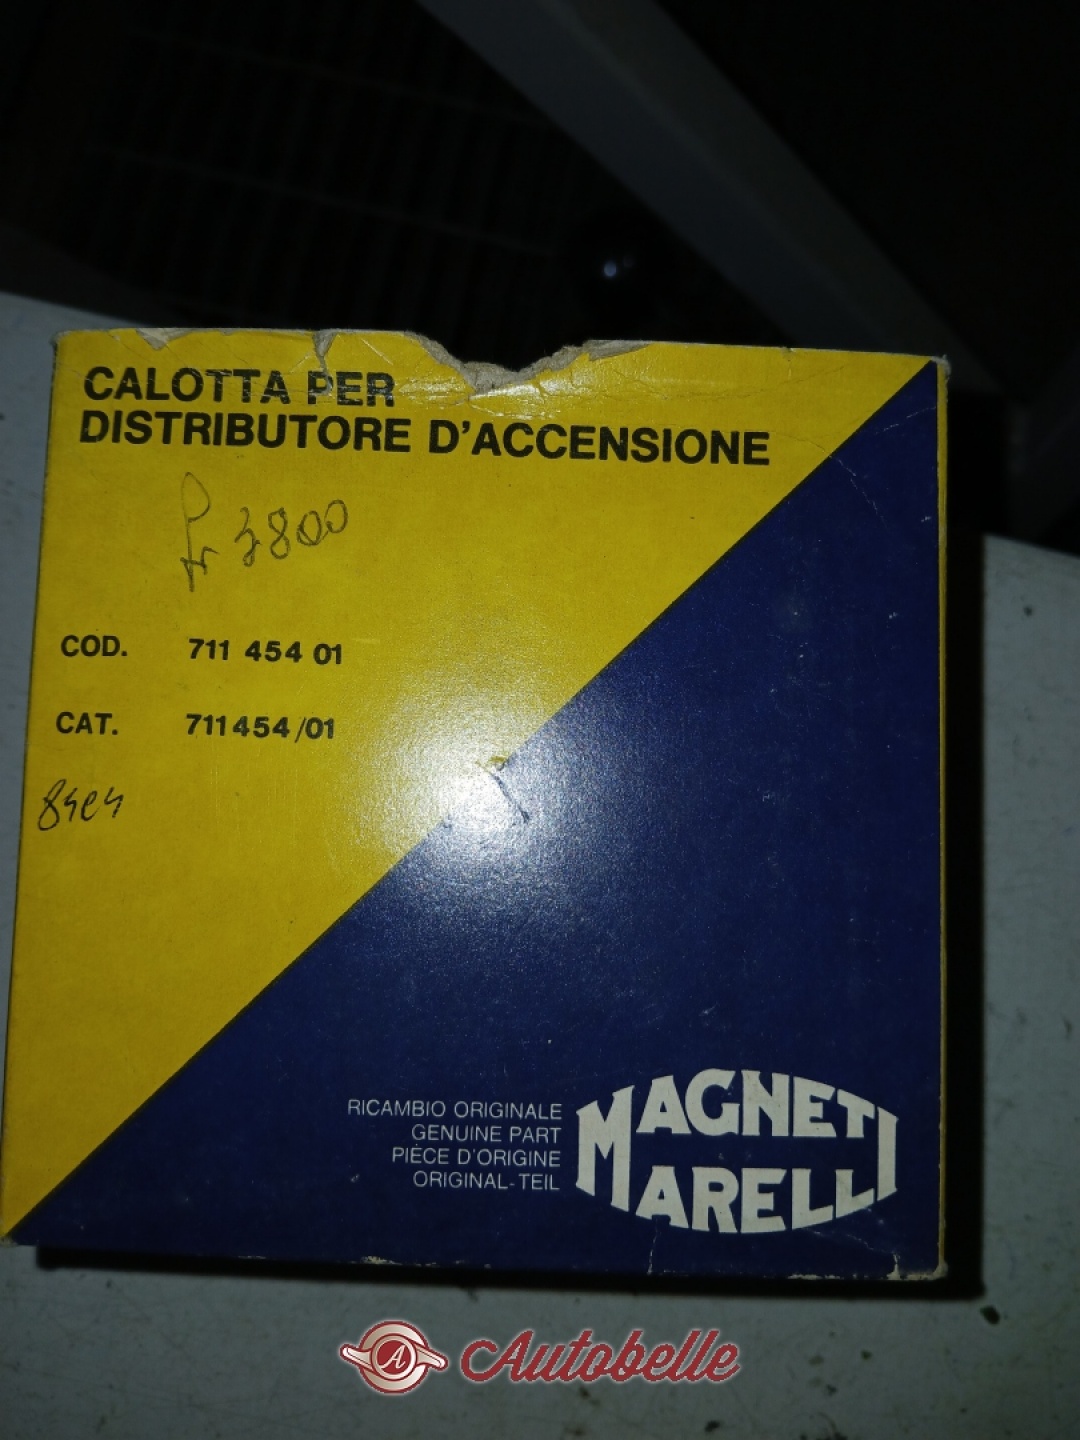 CALOTTA PER
DISTRIBUTORE D'ACCENSIONE
COD. 711 454 01
CAT. 711454/01
RICAMBIO ORIGINALE
GENUINE PART
PIÈCE D'ORIGINE
ORIGINAL-TEIL
MAGNETI
MARELLI
A Autobelle